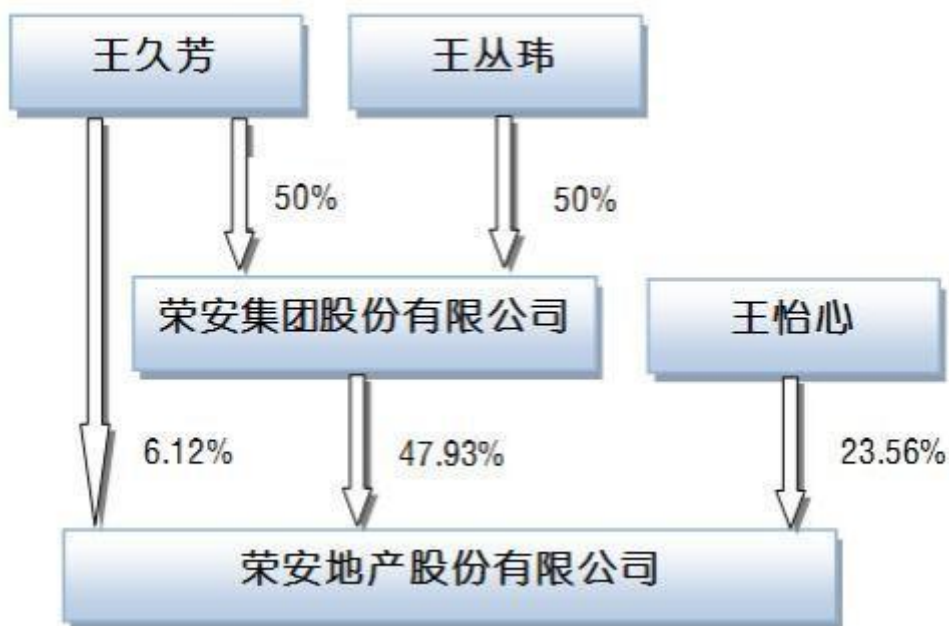 王久芳
王丛玮
50%
50%
荣安集团股份有限公司
王怡心
6.12%
47.93%
23.56%
荣安地产股份有限公司